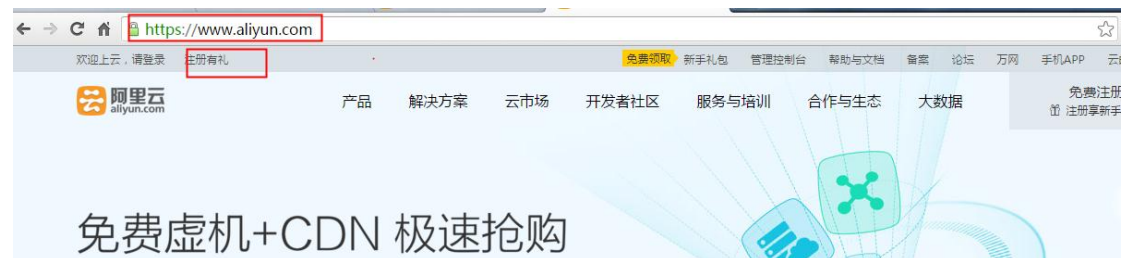 https://www.aliyun.com
欢迎上云，请登录 注册有礼 免费领取 新手礼包 管理控制台 帮助与文档 备案 论坛 万网 手机APP
阿里云 产品 解决方案 云市场 开发者社区 服务与培训 合作与生态 大数据 免费注册
aliyun.com 注册享新手
免费虚机+CDN 极速抢购